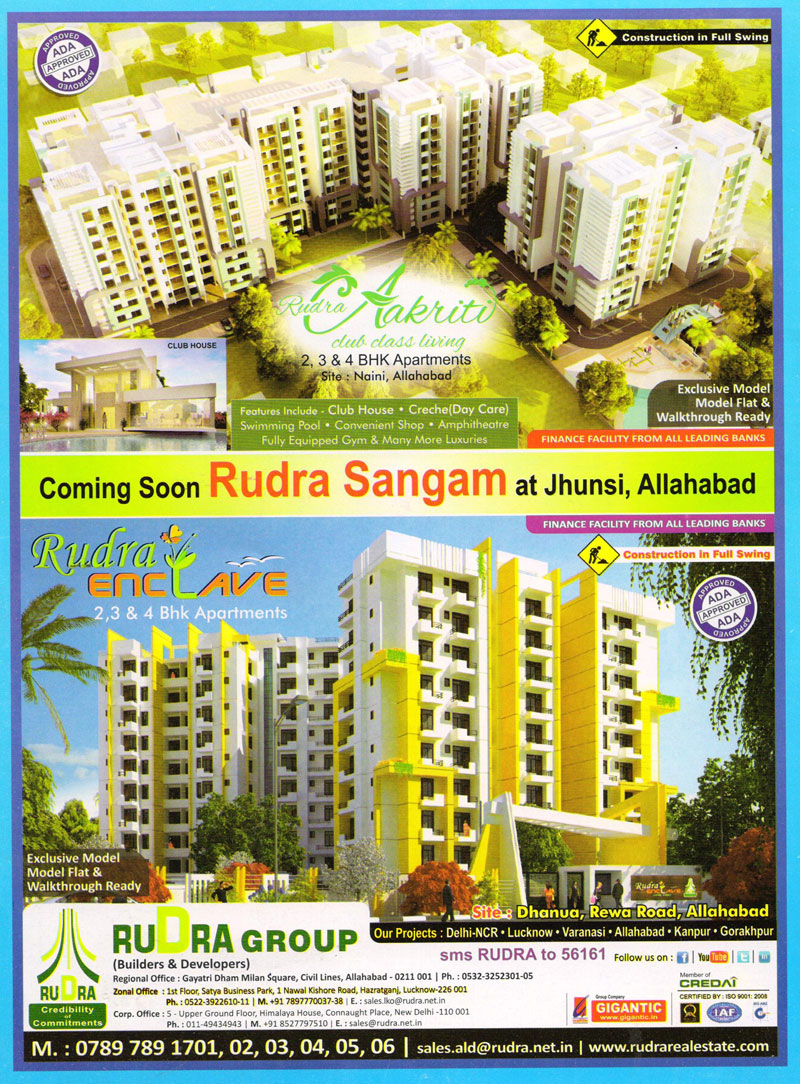 APPROVED
ADA
APPROVED
ADA
APPROVED
Construction in Full Swing
Rudra Aakriti
club class living
2, 3 & 4 BHK Apartments
Site : Naini, Allahabad
CLUB HOUSE
Features Include - Club House • Creche(Day Care)
Swimming Pool • Convenient Shop • Amphitheatre
Fully Equipped Gym & Many More Luxuries
Exclusive Model
Model Flat &
Walkthrough Ready
FINANCE FACILITY FROM ALL LEADING BANKS
Coming Soon Rudra Sangam at Jhunsi, Allahabad
FINANCE FACILITY FROM ALL LEADING BANKS
Rudra
ENCLAVE
2,3 & 4 Bhk Apartments
Construction in Full Swing
APPROVED
ADA
APPROVED
ADA
APPROVED
Exclusive Model
Model Flat &
Walkthrough Ready
Rudra
ENCLAVE
Site : Dhanua, Rewa Road, Allahabad
Our Projects : Delhi-NCR • Lucknow • Varanasi • Allahabad • Kanpur • Gorakhpur
RUDRA
Credibility
of
Commitments
RUDRA GROUP
(Builders & Developers)
sms RUDRA to 56161 Follow us on : f You Tube t in
Regional Office : Gayatri Dham Milan Square, Civil Lines, Allahabad - 0211 001 | Ph. : 0532-3252301-05
Zonal Office : 1st Floor, Satya Business Park, 1 Nawal Kishore Road, Hazratganj, Lucknow-226 001
Ph. : 0522-3922610-11 | M. +91 7897770037-38 | E. : sales.lko@rudra.net.in
Corp. Office : 5 - Upper Ground Floor, Himalaya House, Connaught Place, New Delhi -110 001
Ph. : 011-49434943 | M. +91 8527797510 | E. : sales@rudra.net.in
Group Company
GIGANTIC
www.gigantic.in
Member of
CREDAI
CERTIFIED BY : ISO 9001: 2008
IAF
M. : 0789 789 1701, 02, 03, 04, 05, 06 | sales.ald@rudra.net.in | www.rudrarealestate.com